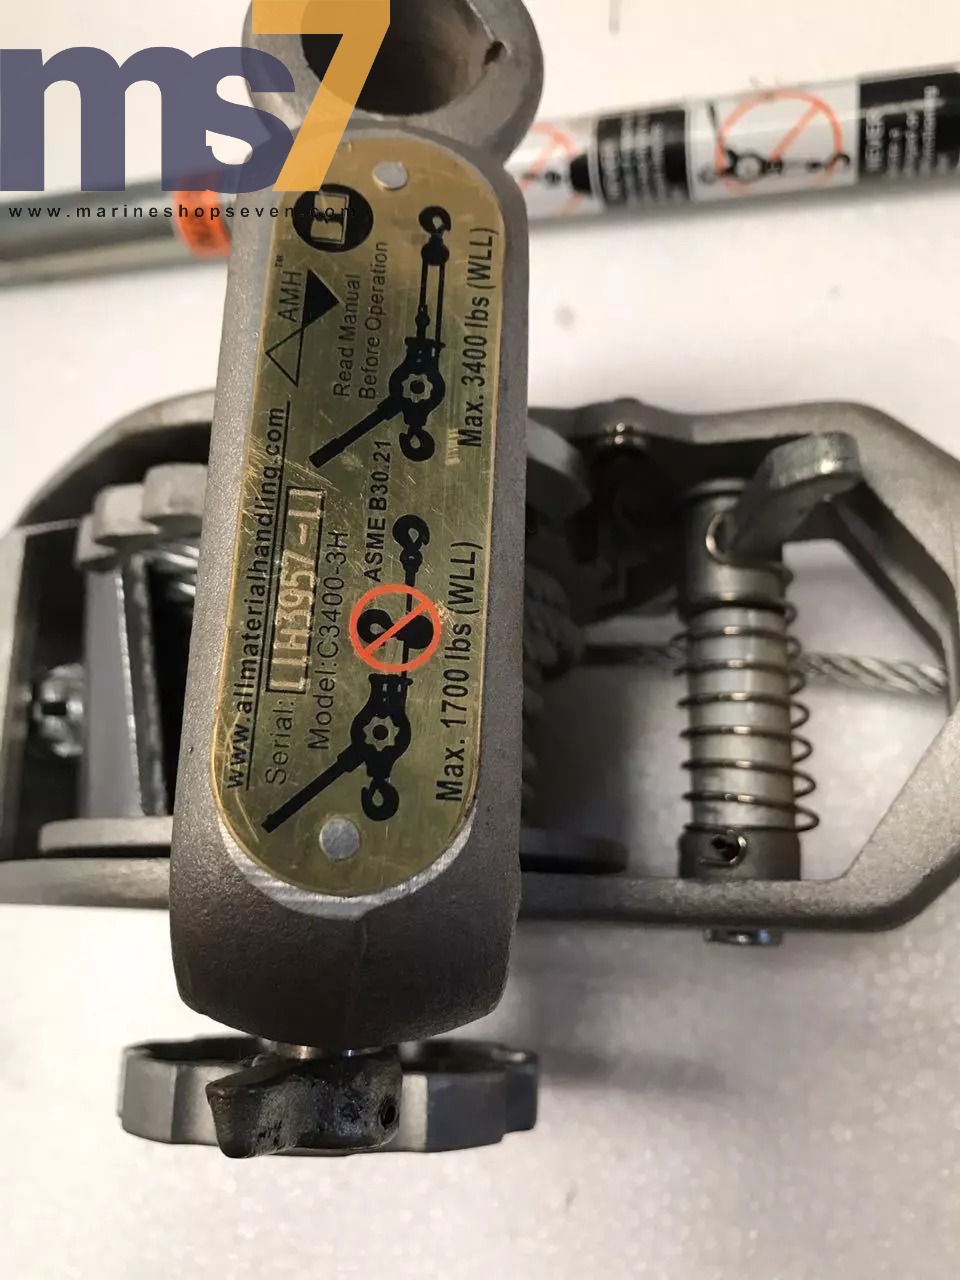 ms7
www.marineshopseven.com
AMH™
Read Manual
Before Operation
Max. 3400 lbs (WLL)
www.allmaterialhandling.com
Model:C3400-3H
Serial:
ASME B30.21
Max. 1700 lbs (WLL)
NEVER